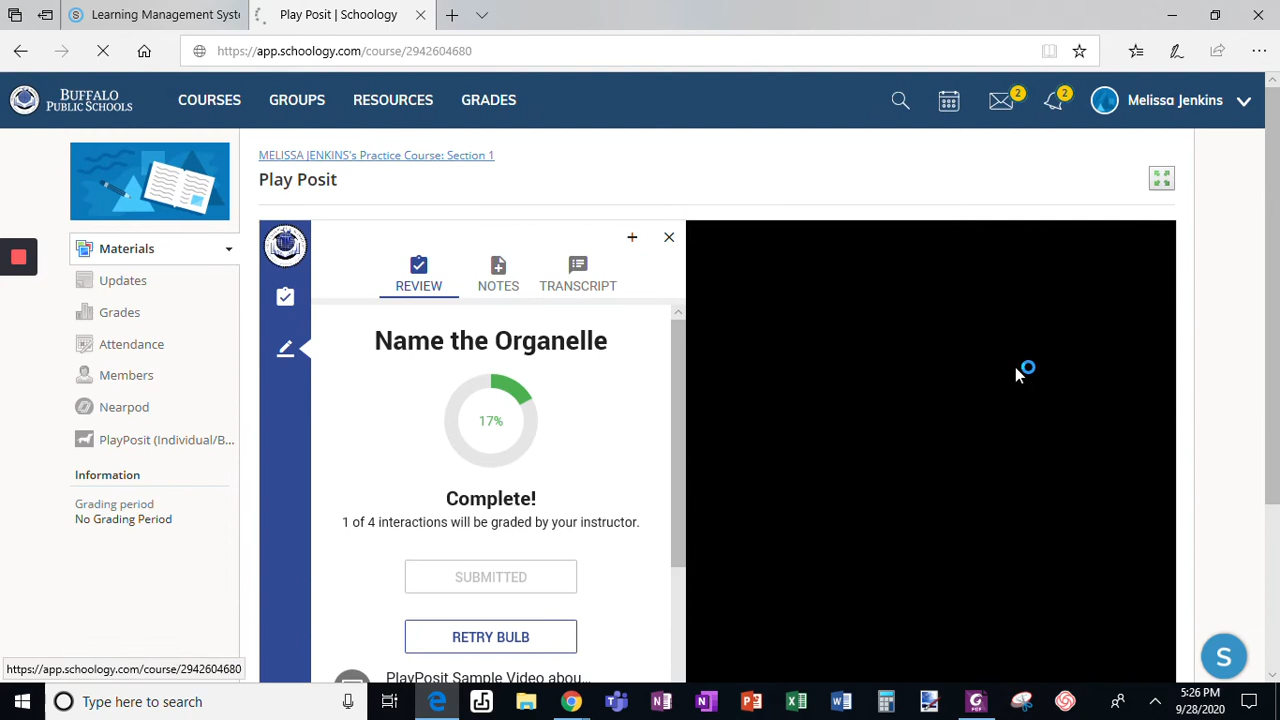 Learning Management Syst
Play Posit | Schoology
https://app.schoology.com/course/2942604680
BUFFALO
PUBLIC SCHOOLS
COURSES
GROUPS
RESOURCES
GRADES
2
2
Melissa Jenkins
MELISSA JENKINS's Practice Course: Section 1
Play Posit
Materials
Updates
Grades
Attendance
Members
Nearpod
PlayPosit (Individual/B...
Information
Grading period
No Grading Period
REVIEW
NOTES
TRANSCRIPT
Name the Organelle
17%
Complete!
1 of 4 interactions will be graded by your instructor.
SUBMITTED
RETRY BULB
PlayPosit Sample Video abou...
S
https://app.schoology.com/course/2942604680
Type here to search
5:26 PM
9/28/2020